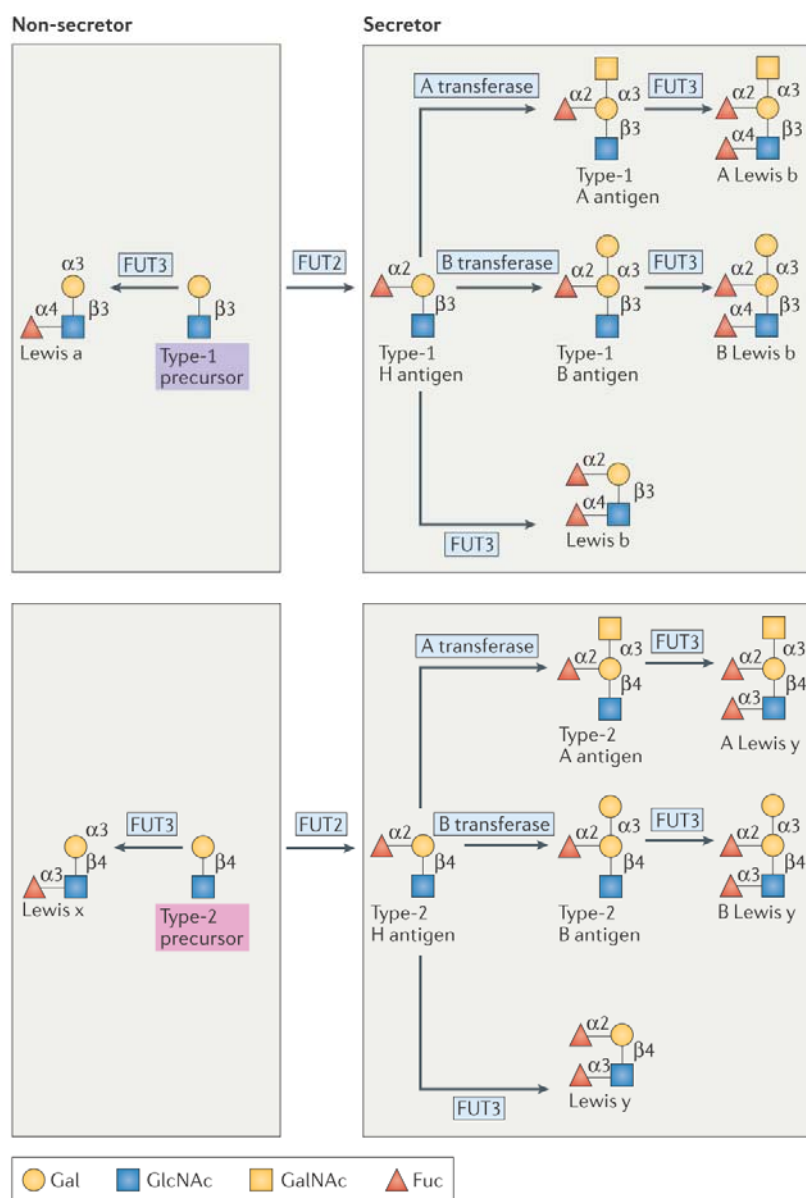 Non-secretor
Secretor
A transferase
FUT3
α2
α3
β3
Type-1
A antigen
α2
α3
α4
β3
A Lewis b
α3
FUT3
α4
β3
Lewis a
β3
Type-1
precursor
FUT2
α2
β3
Type-1
H antigen
B transferase
α2
α3
β3
Type-1
B antigen
FUT3
α2
α3
α4
β3
B Lewis b
α2
α4
β3
Lewis b
FUT3
A transferase
FUT3
α2
α3
β4
Type-2
A antigen
α2
α3
α3
β4
A Lewis y
α3
FUT3
α3
β4
Lewis x
β4
Type-2
precursor
FUT2
α2
β4
Type-2
H antigen
B transferase
α2
α3
β4
Type-2
B antigen
FUT3
α2
α3
α3
β4
B Lewis y
α2
α3
β4
Lewis y
FUT3
Gal GlcNAc GalNAc Fuc